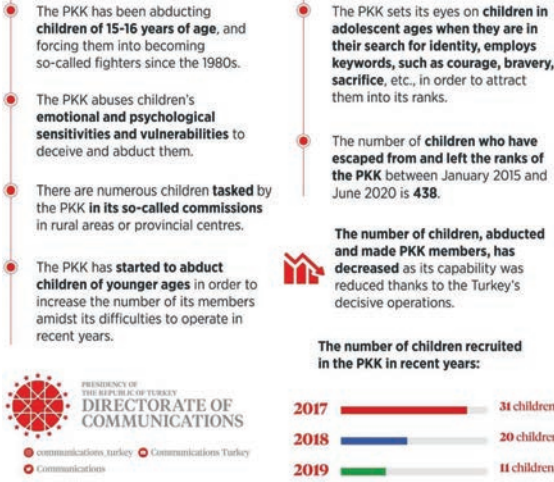 The PKK has been abducting
children of 15-16 years of age, and
forcing them into becoming
so-called fighters since the 1980s.
The PKK abuses children's
emotional and psychological
sensitivities and vulnerabilities to
deceive and abduct them.
There are numerous children tasked by
the PKK in its so-called commissions
in rural areas or provincial centres.
The PKK has started to abduct
children of younger ages in order to
increase the number of its members
amidst its difficulties to operate in
recent years.
PRESIDENCY OF
THE REPUBLIC OF TURKEY
DIRECTORATE OF
COMMUNICATIONS
communications_turkey Communications Turkey
Communications
The PKK sets its eyes on children in
adolescent ages when they are in
their search for identity, employs
keywords, such as courage, bravery,
sacrifice, etc., in order to attract
them into its ranks.
The number of children who have
escaped from and left the ranks of
the PKK between January 2015 and
June 2020 is 438.
The number of children, abducted
and made PKK members, has
decreased as its capability was
reduced thanks to the Turkey's
decisive operations.
The number of children recruited
in the PKK in recent years:
2017 31 children
2018 20 children
2019 11 children